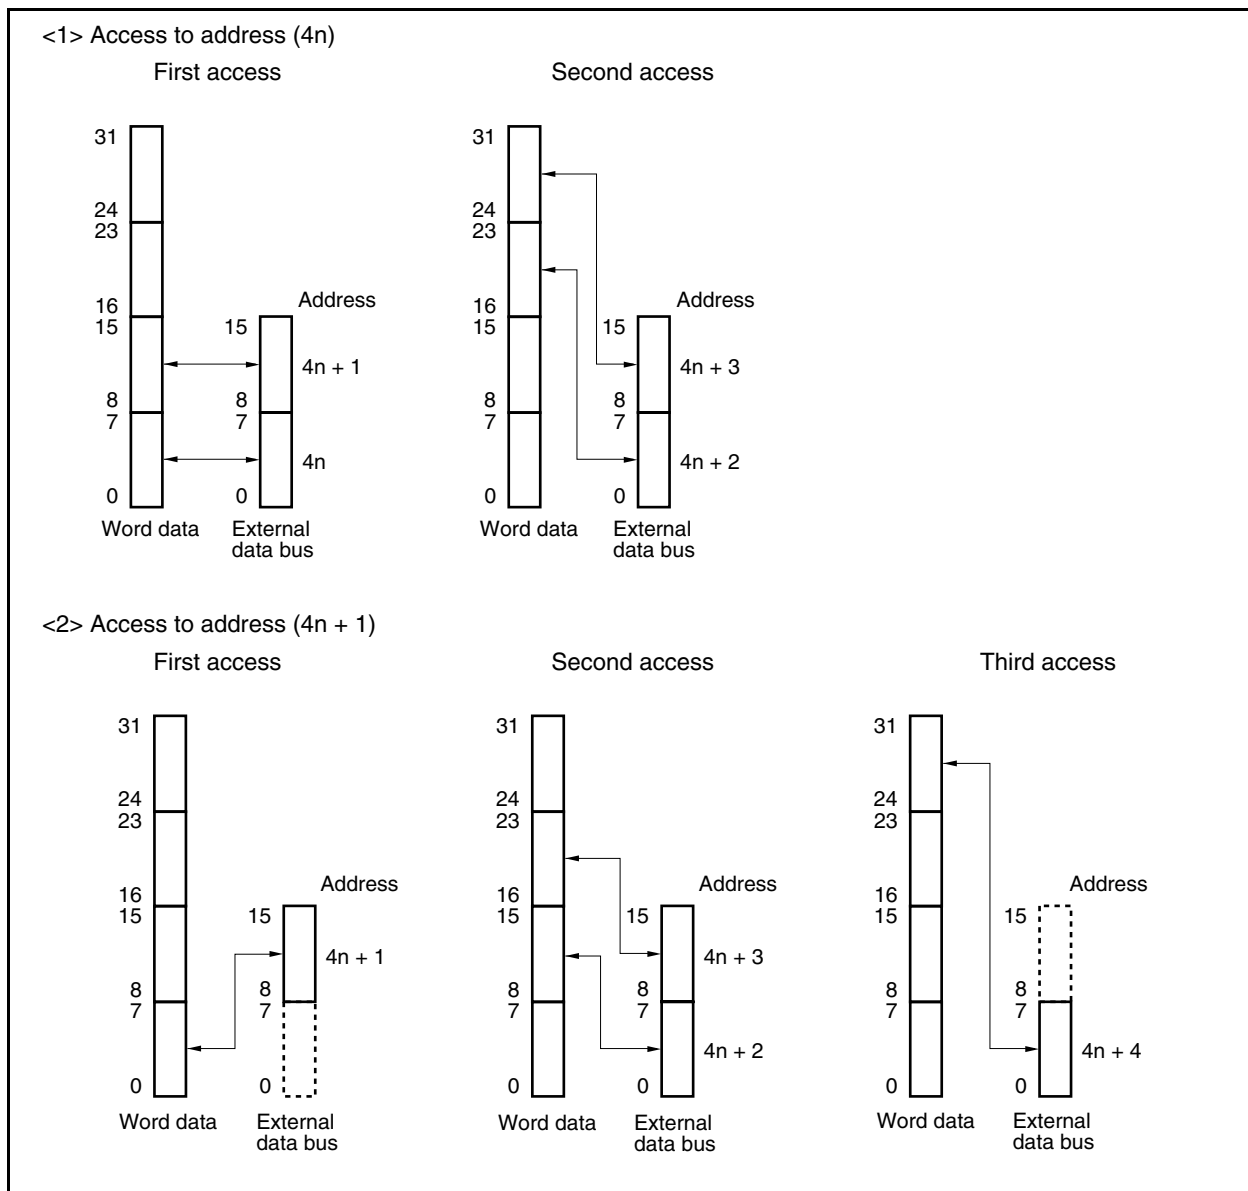 <1> Access to address (4n)
First access
Second access
31
24
23
16
15
8
7
0
Word data
Address
15
4n + 1
8
7
4n
0
External
data bus
31
24
23
16
15
8
7
0
Word data
Address
15
4n + 3
8
7
4n + 2
0
External
data bus
<2> Access to address (4n + 1)
First access
Second access
Third access
31
24
23
16
15
8
7
0
Word data
Address
15
4n + 1
8
7
0
External
data bus
31
24
23
16
15
8
7
0
Word data
Address
15
4n + 3
8
7
4n + 2
0
External
data bus
31
24
23
16
15
8
7
0
Word data
Address
15
8
7
4n + 4
0
External
data bus